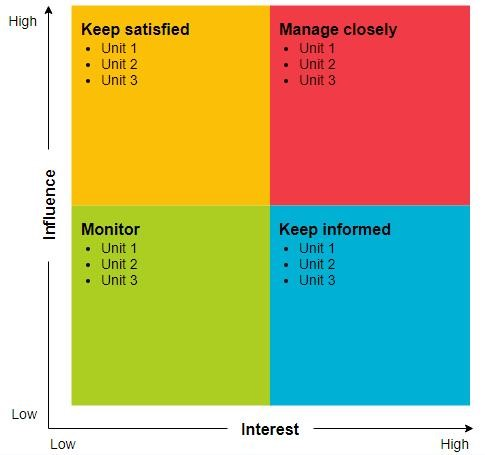 High
Keep satisfied
• Unit 1
• Unit 2
• Unit 3
Manage closely
• Unit 1
• Unit 2
• Unit 3
Influence
Monitor
• Unit 1
• Unit 2
• Unit 3
Keep informed
• Unit 1
• Unit 2
• Unit 3
Low
Low
Interest
High